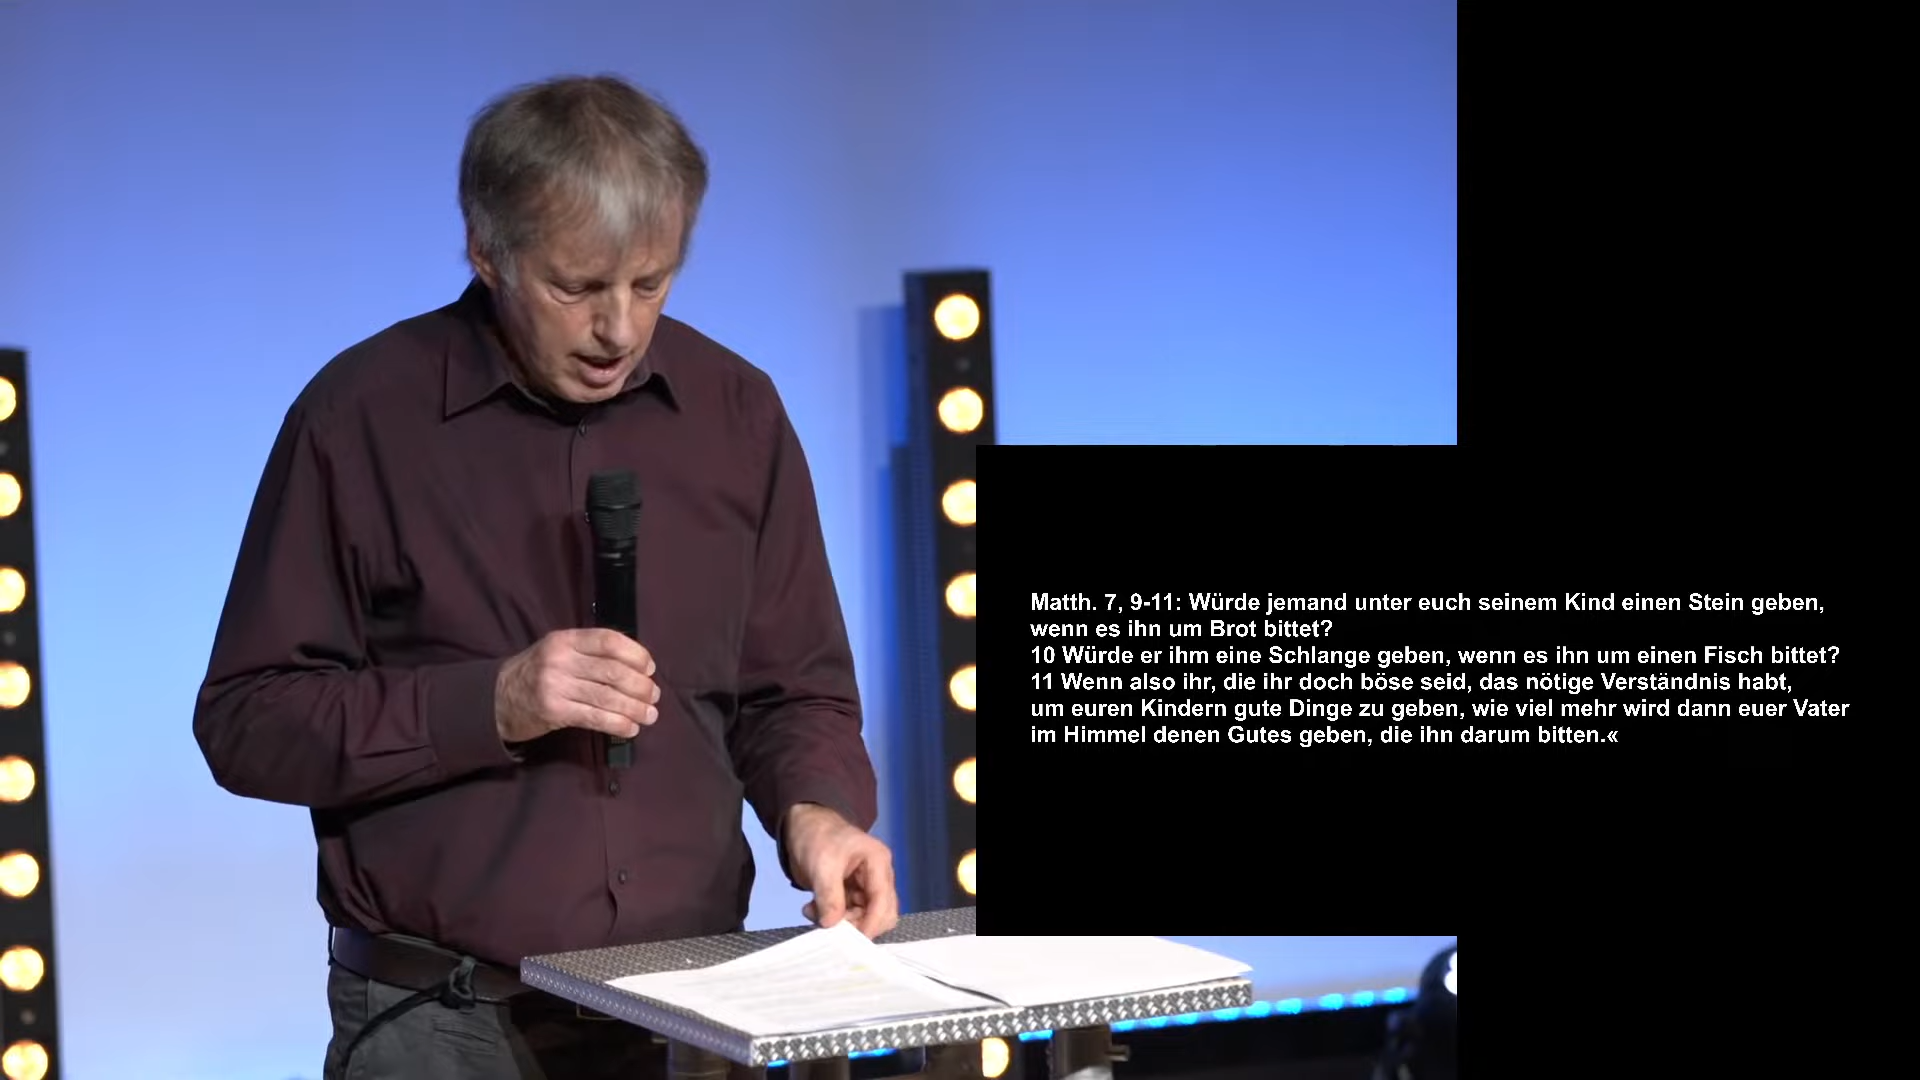 Matth. 7, 9-11: Würde jemand unter euch seinem Kind einen Stein geben,
wenn es ihn um Brot bittet?
10 Würde er ihm eine Schlange geben, wenn es ihn um einen Fisch bittet?
11 Wenn also ihr, die ihr doch böse seid, das nötige Verständnis habt,
um euren Kindern gute Dinge zu geben, wie viel mehr wird dann euer Vater
im Himmel denen Gutes geben, die ihn darum bitten.«